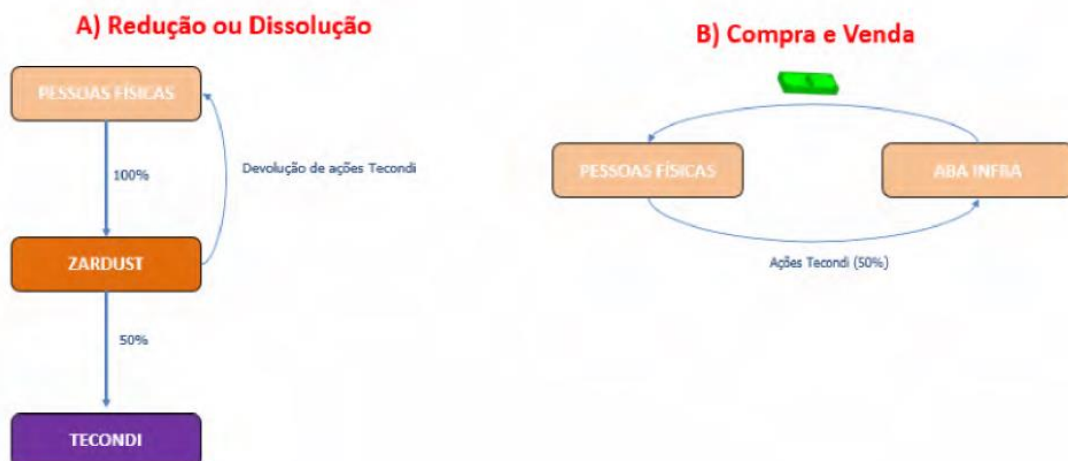 A) Redução ou Dissolução
PESSOAS FÍSICAS
100%
Devolução de ações Tecondi
ZARDUST
50%
TECONDI
B) Compra e Venda
PESSOAS FÍSICAS
ABA INFRA
Ações Tecondi (50%)